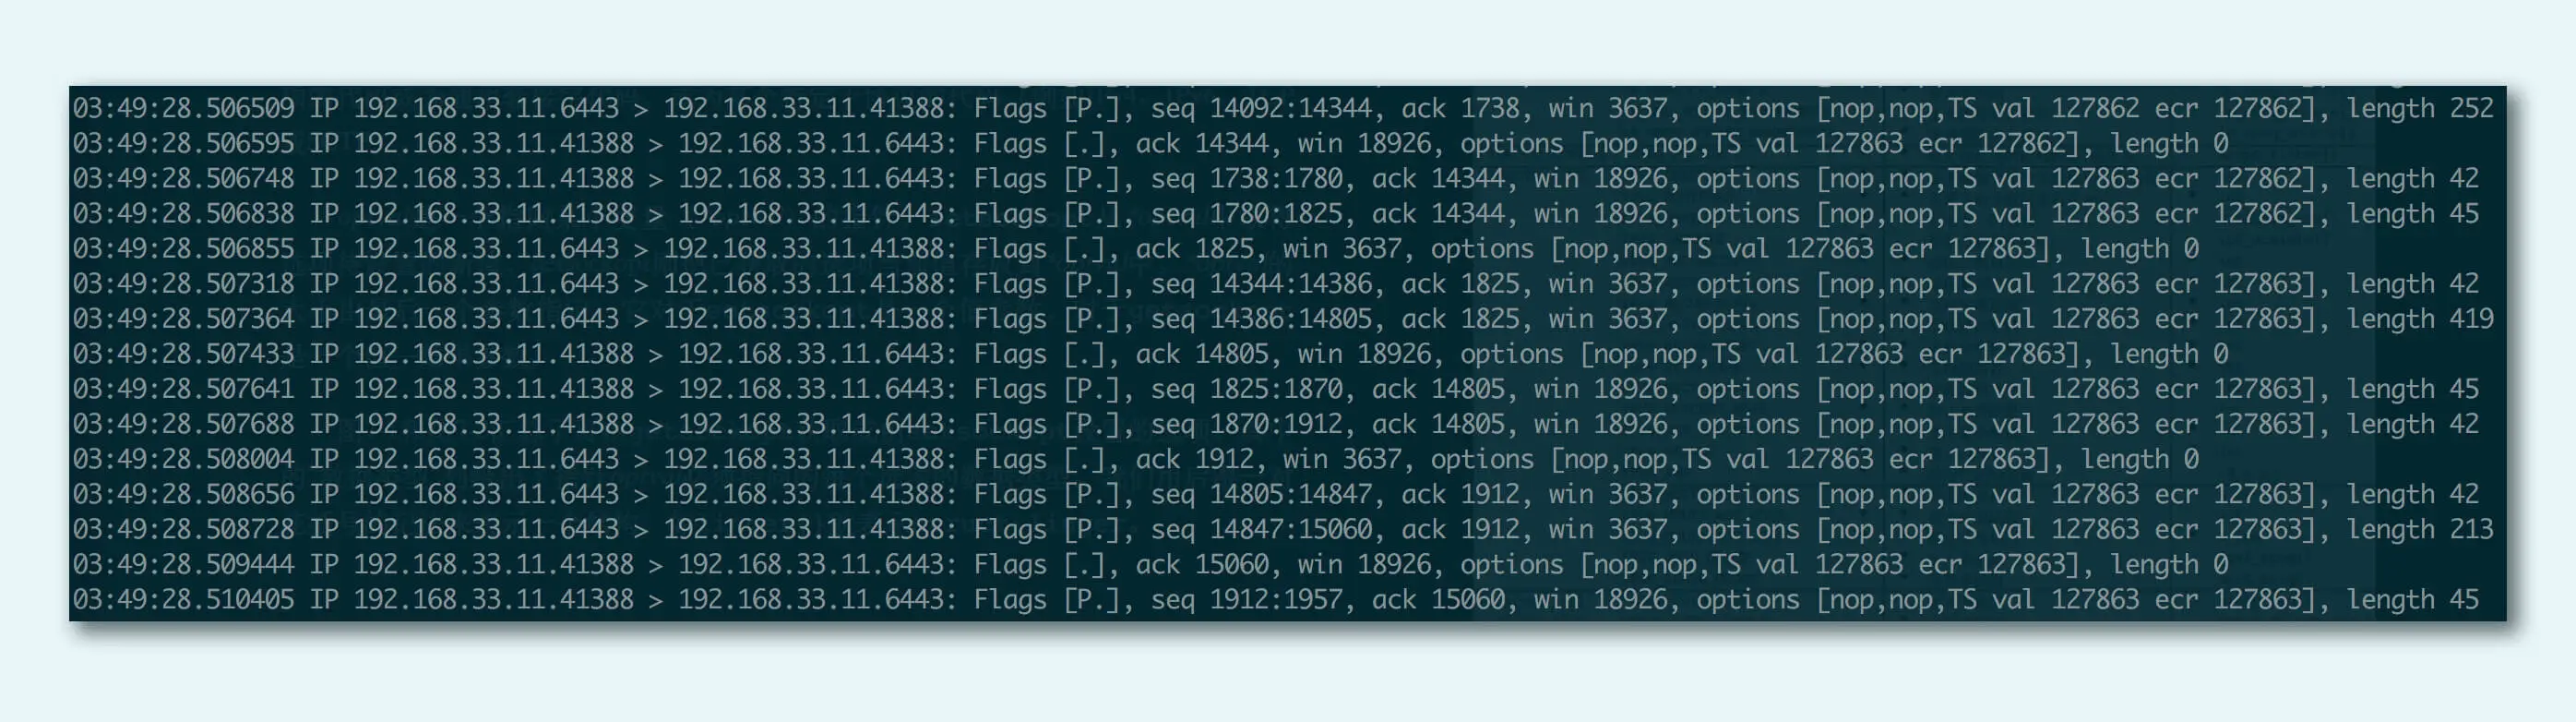 03:49:28.506509 IP 192.168.33.11.6443 > 192.168.33.11.41388: Flags [P.], seq 14092:14344, ack 1738, win 3637, options [nop,nop,TS val 127862 ecr 127862], length 252
03:49:28.506595 IP 192.168.33.11.41388 > 192.168.33.11.6443: Flags [.], ack 14344, win 18926, options [nop,nop,TS val 127863 ecr 127862], length 0
03:49:28.506748 IP 192.168.33.11.41388 > 192.168.33.11.6443: Flags [P.], seq 1738:1780, ack 14344, win 18926, options [nop,nop,TS val 127863 ecr 127862], length 42
03:49:28.506838 IP 192.168.33.11.41388 > 192.168.33.11.6443: Flags [P.], seq 1780:1825, ack 14344, win 18926, options [nop,nop,TS val 127863 ecr 127862], length 45
03:49:28.506855 IP 192.168.33.11.6443 > 192.168.33.11.41388: Flags [.], ack 1825, win 3637, options [nop,nop,TS val 127863 ecr 127863], length 0
03:49:28.507318 IP 192.168.33.11.6443 > 192.168.33.11.41388: Flags [P.], seq 14344:14386, ack 1825, win 3637, options [nop,nop,TS val 127863 ecr 127863], length 42
03:49:28.507364 IP 192.168.33.11.6443 > 192.168.33.11.41388: Flags [P.], seq 14386:14805, ack 1825, win 3637, options [nop,nop,TS val 127863 ecr 127863], length 419
03:49:28.507433 IP 192.168.33.11.41388 > 192.168.33.11.6443: Flags [.], ack 14805, win 18926, options [nop,nop,TS val 127863 ecr 127863], length 0
03:49:28.507641 IP 192.168.33.11.41388 > 192.168.33.11.6443: Flags [P.], seq 1825:1870, ack 14805, win 18926, options [nop,nop,TS val 127863 ecr 127863], length 45
03:49:28.507688 IP 192.168.33.11.41388 > 192.168.33.11.6443: Flags [P.], seq 1870:1912, ack 14805, win 18926, options [nop,nop,TS val 127863 ecr 127863], length 42
03:49:28.508004 IP 192.168.33.11.6443 > 192.168.33.11.41388: Flags [.], ack 1912, win 3637, options [nop,nop,TS val 127863 ecr 127863], length 0
03:49:28.508656 IP 192.168.33.11.6443 > 192.168.33.11.41388: Flags [P.], seq 14805:14847, ack 1912, win 3637, options [nop,nop,TS val 127863 ecr 127863], length 42
03:49:28.508728 IP 192.168.33.11.6443 > 192.168.33.11.41388: Flags [P.], seq 14847:15060, ack 1912, win 3637, options [nop,nop,TS val 127863 ecr 127863], length 213
03:49:28.509444 IP 192.168.33.11.41388 > 192.168.33.11.6443: Flags [.], ack 15060, win 18926, options [nop,nop,TS val 127863 ecr 127863], length 0
03:49:28.510405 IP 192.168.33.11.41388 > 192.168.33.11.6443: Flags [P.], seq 1912:1957, ack 15060, win 18926, options [nop,nop,TS val 127863 ecr 127863], length 45